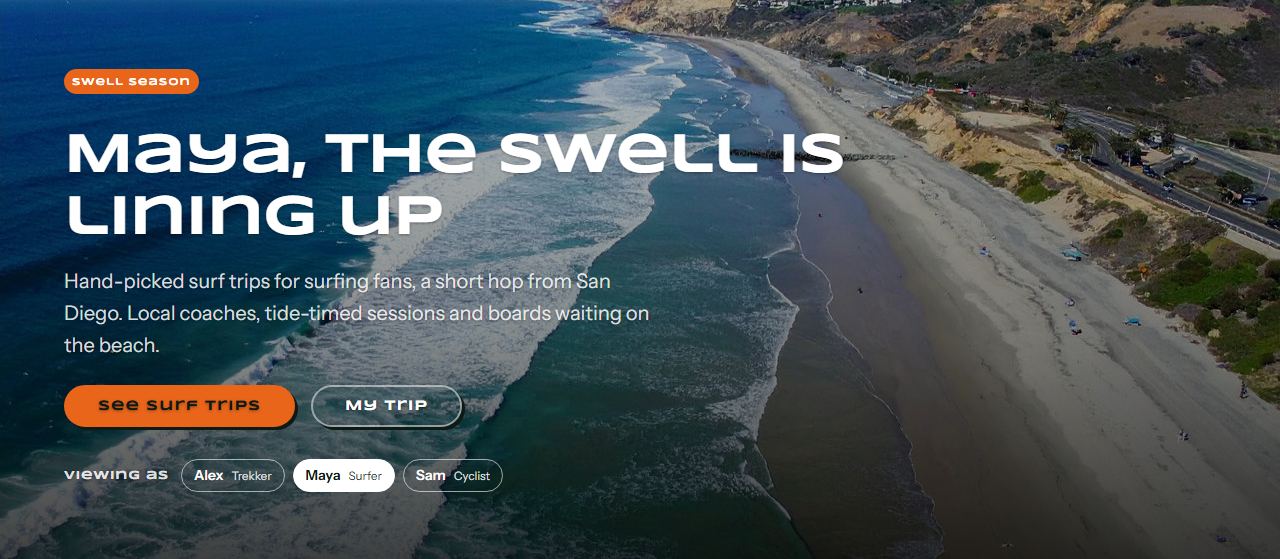 swell season
Maya, the swell is
lining up
Hand-picked surf trips for surfing fans, a short hop from San
Diego. Local coaches, tide-timed sessions and boards waiting on
the beach.
See surf trips My trip
Viewing as Alex Trekker Maya Surfer Sam Cyclist